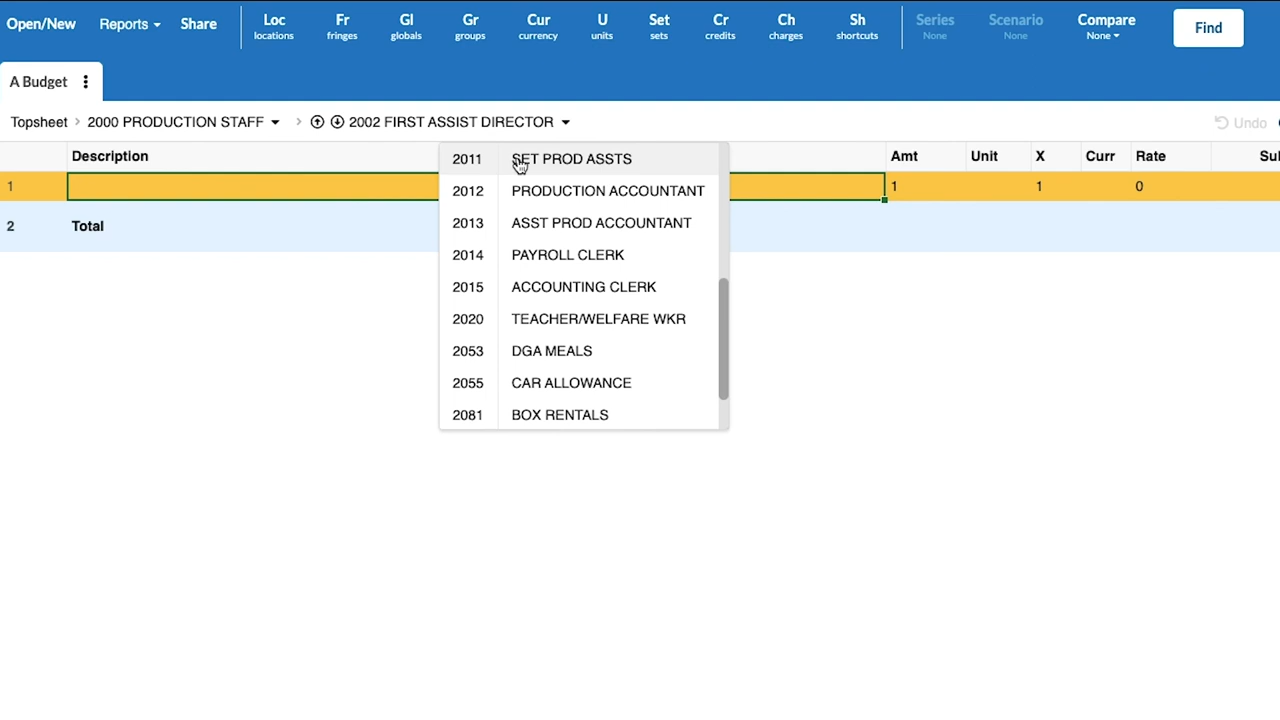 Open/New Reports Share Loc Fr Gl Gr Cur U Set Cr Ch Sh Series Scenario Compare Find
locations fringes globals groups currency units sets credits charges shortcuts None None None
A Budget
Topsheet > 2000 PRODUCTION STAFF > 2002 FIRST ASSIST DIRECTOR Undo
Description Amt Unit X Curr Rate
1 1 1 0
2 Total
2011 SET PROD ASSTS
2012 PRODUCTION ACCOUNTANT
2013 ASST PROD ACCOUNTANT
2014 PAYROLL CLERK
2015 ACCOUNTING CLERK
2020 TEACHER/WELFARE WKR
2053 DGA MEALS
2055 CAR ALLOWANCE
2081 BOX RENTALS